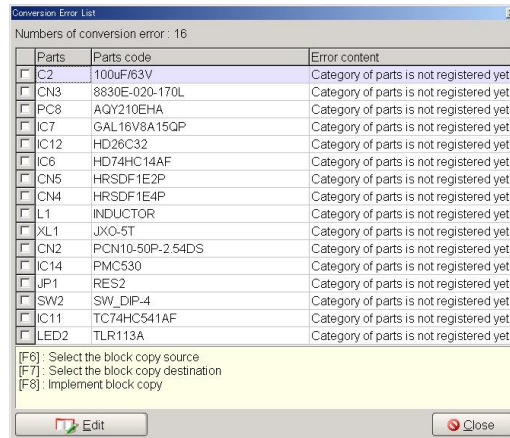 Conversion Error List
Numbers of conversion error : 16
Parts Parts code Error content
C2 100uF/63V Category of parts is not registered yet
CN3 8830E-020-170L Category of parts is not registered yet
PC8 AQY210EHA Category of parts is not registered yet
IC7 GAL16V8A15QP Category of parts is not registered yet
IC12 HD26C32 Category of parts is not registered yet
IC6 HD74HC14AF Category of parts is not registered yet
CN5 HRSDF1E2P Category of parts is not registered yet
CN4 HRSDF1E4P Category of parts is not registered yet
L1 INDUCTOR Category of parts is not registered yet
XL1 JXO-5T Category of parts is not registered yet
CN2 PCN10-50P-2.54DS Category of parts is not registered yet
IC14 PMC530 Category of parts is not registered yet
JP1 RES2 Category of parts is not registered yet
SW2 SW_DIP-4 Category of parts is not registered yet
IC11 TC74HC541AF Category of parts is not registered yet
LED2 TLR113A Category of parts is not registered yet
[F6] : Select the block copy source
[F7] : Select the block copy destination
[F8] : Implement block copy
Edit Close